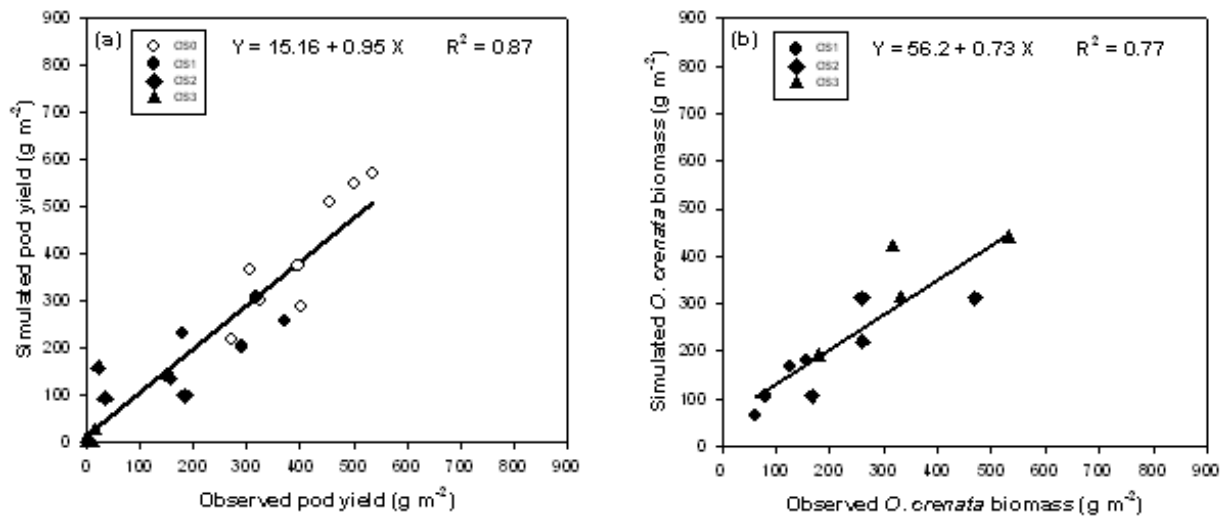 (a)
OS0
OS1
OS2
OS3
Y = 15.16 + 0.95 X R² = 0.87
900
800
700
600
500
400
300
200
100
0
Simulated pod yield (g m⁻²)
0 100 200 300 400 500 600 700 800 900
Observed pod yield (g m⁻²)
(b)
OS1
OS2
OS3
Y = 56.2 + 0.73 X R² = 0.77
900
800
700
600
500
400
300
200
100
0
Simulated O. crenata biomass (g m⁻²)
0 100 200 300 400 500 600 700 800 900
Observed O. crenata biomass (g m⁻²)